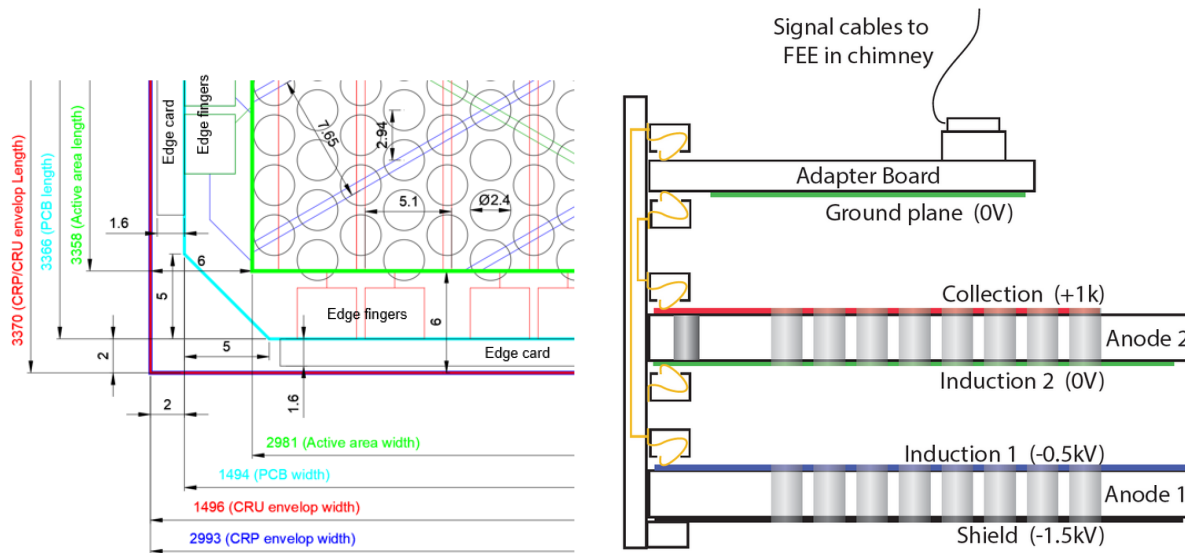 3370 (CRP/CRU envelop Length)
3366 (PCB length)
3358 (Active area length)
Edge card
Edge fingers
7.65
2.94
5.1
Ø2.4
1.6
6
5
5
2
2
1.6
6
Edge fingers
Edge card
2981 (Active area width)
1494 (PCB width)
1496 (CRU envelop width)
2993 (CRP envelop width)
Signal cables to
FEE in chimney
Adapter Board
Ground plane (0V)
Collection (+1k)
Anode 2
Induction 2 (0V)
Induction 1 (-0.5kV)
Anode 1
Shield (-1.5kV)